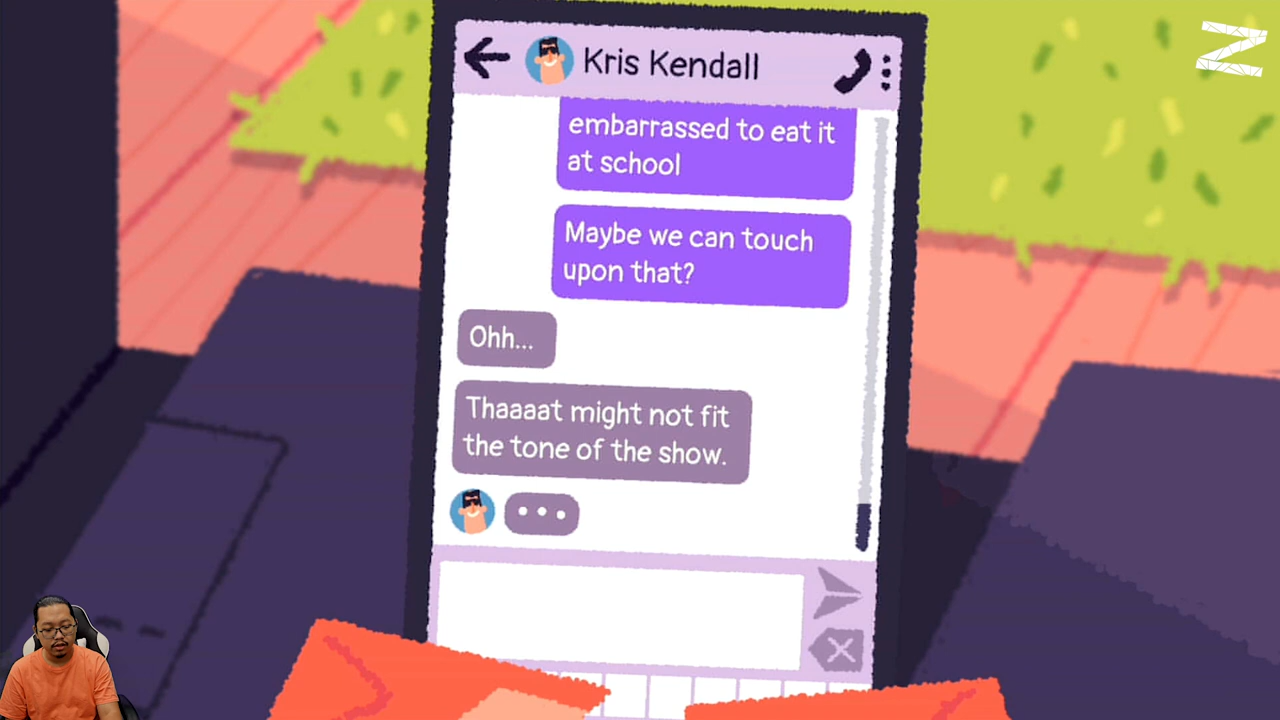 Kris Kendall
embarrassed to eat it
at school
Maybe we can touch
upon that?
Ohh...
Thaaaat might not fit
the tone of the show.